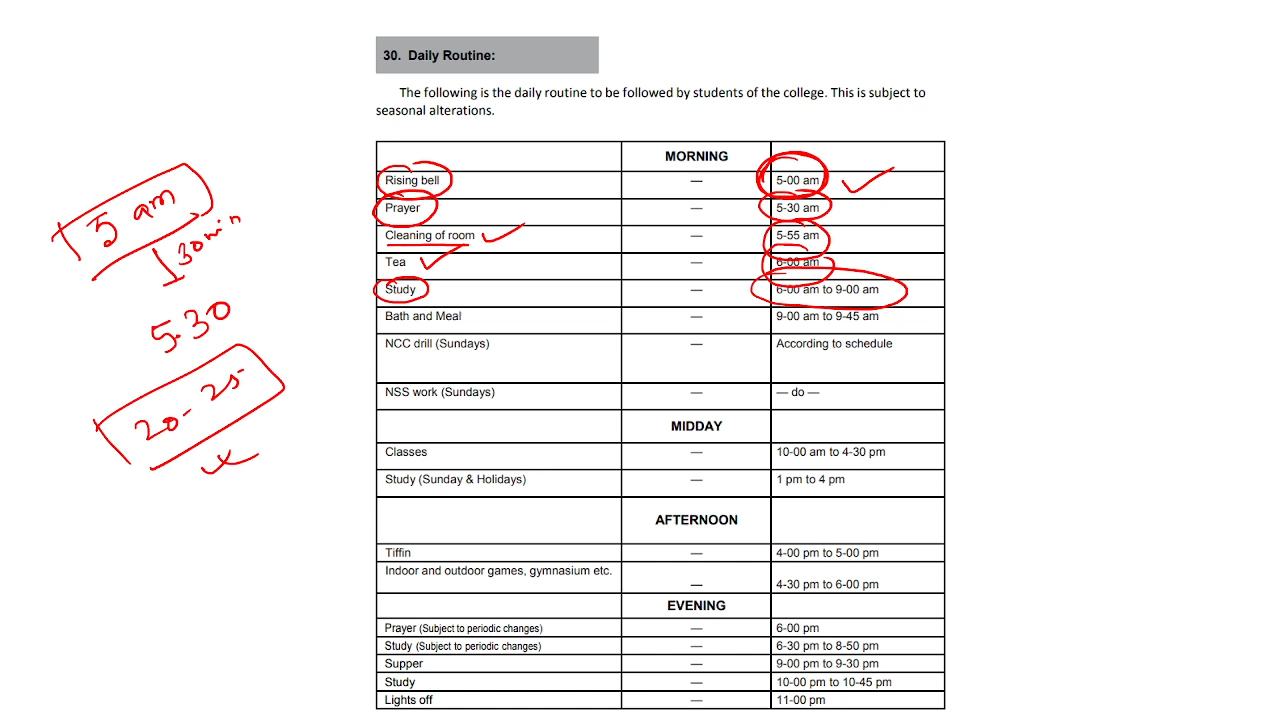 30. Daily Routine:
The following is the daily routine to be followed by students of the college. This is subject to
seasonal alterations.
MORNING
Rising bell — 5-00 am
Prayer — 5-30 am
Cleaning of room — 5-55 am
Tea — 6-00 am
Study — 6-00 am to 9-00 am
Bath and Meal — 9-00 am to 9-45 am
NCC drill (Sundays) — According to schedule
NSS work (Sundays) — — do —
MIDDAY
Classes — 10-00 am to 4-30 pm
Study (Sunday & Holidays) — 1 pm to 4 pm
AFTERNOON
Tiffin — 4-00 pm to 5-00 pm
Indoor and outdoor games, gymnasium etc. — 4-30 pm to 6-00 pm
EVENING
Prayer (Subject to periodic changes) — 6-00 pm
Study (Subject to periodic changes) — 6-30 pm to 8-50 pm
Supper — 9-00 pm to 9-30 pm
Study — 10-00 pm to 10-45 pm
Lights off — 11-00 pm
5 am
30 min
5.30
20-25